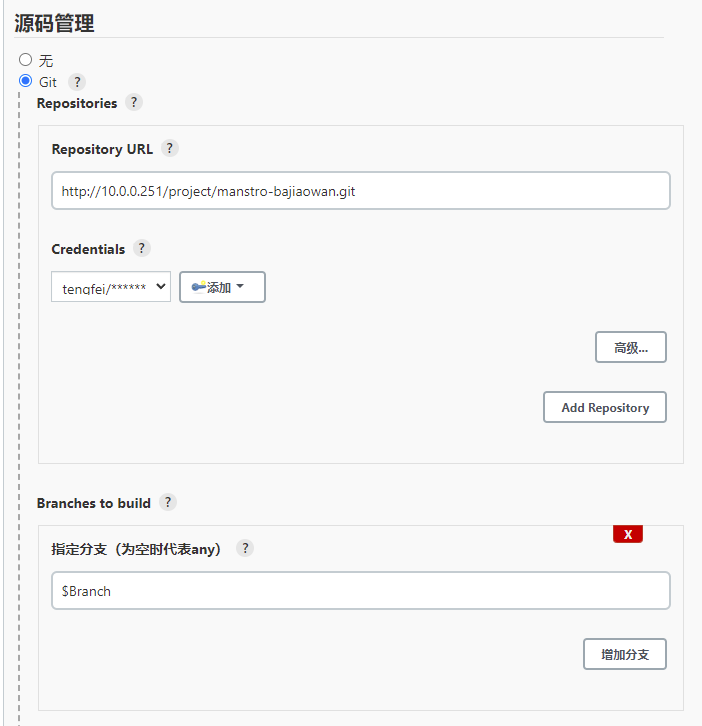 源码管理
无
Git ?
Repositories ?
Repository URL ?
http://10.0.0.251/project/manstro-bajiaowan.git
Credentials ?
tengfei/****** 添加
高级...
Add Repository
Branches to build ?
X
指定分支（为空时代表any） ?
$Branch
增加分支